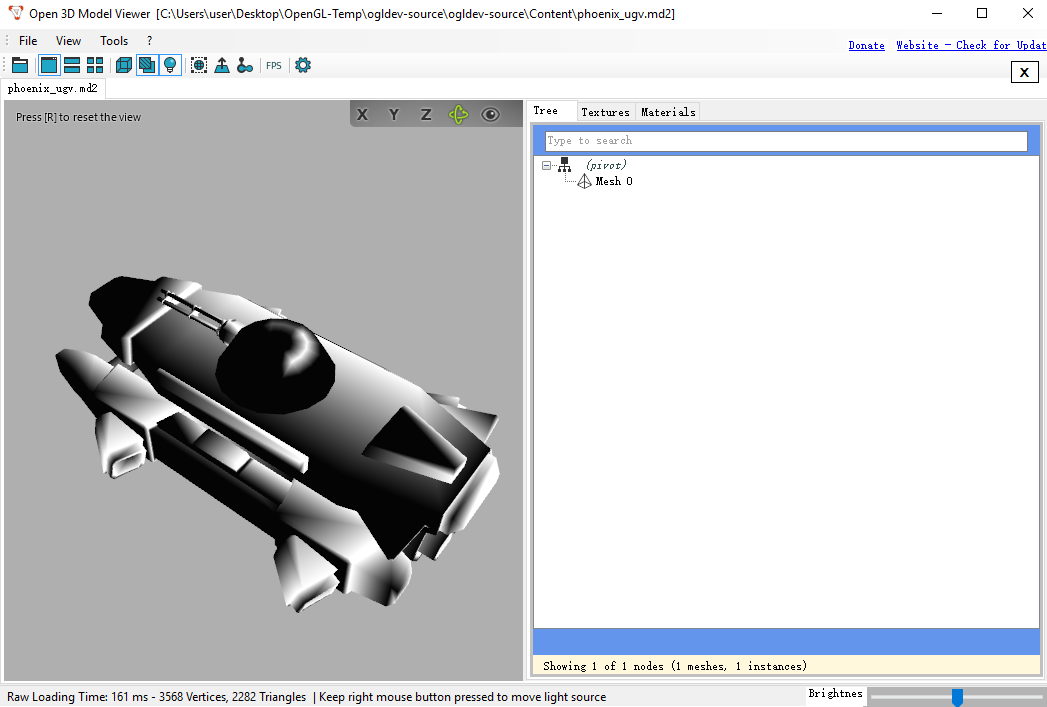 Open 3D Model Viewer [C:\Users\user\Desktop\OpenGL-Temp\ogldev-source\ogldev-source\Content\phoenix_ugv.md2]
File View Tools ?
Donate Website - Check for Updat
FPS
X
phoenix_ugv.md2
Press [R] to reset the view
X Y Z
Tree Textures Materials
Type to search
(pivot)
Mesh 0
Showing 1 of 1 nodes (1 meshes, 1 instances)
Raw Loading Time: 161 ms - 3568 Vertices, 2282 Triangles | Keep right mouse button pressed to move light source
Brightnes